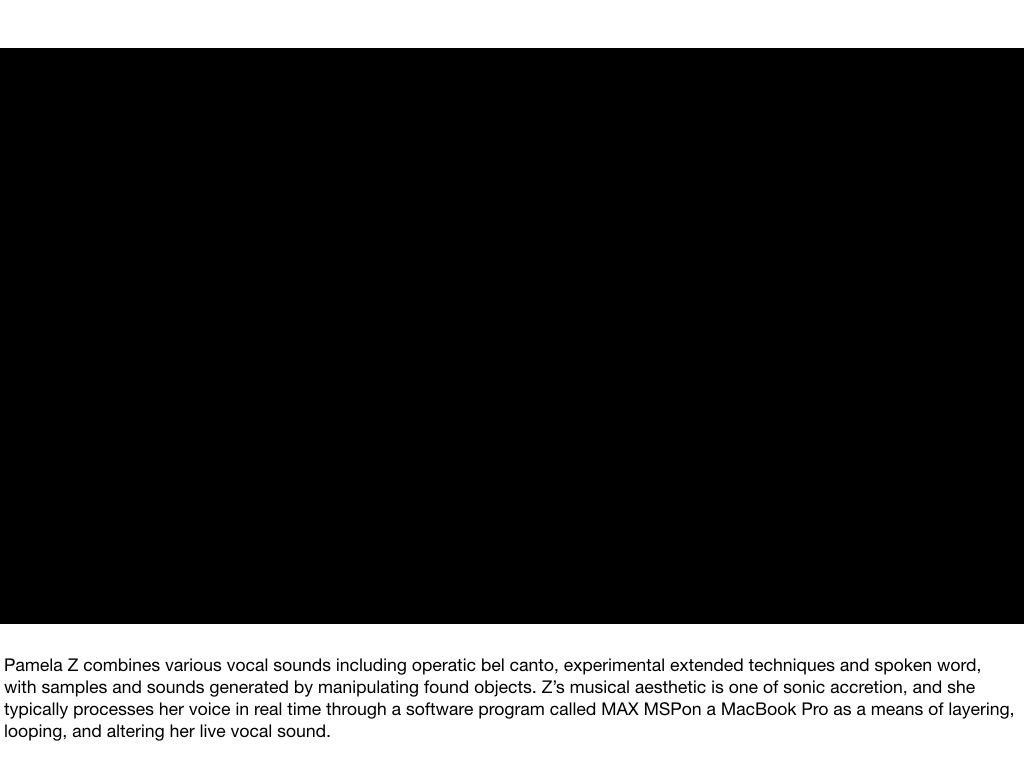 Pamela Z combines various vocal sounds including operatic bel canto, experimental extended techniques and spoken word,
with samples and sounds generated by manipulating found objects. Z’s musical aesthetic is one of sonic accretion, and she
typically processes her voice in real time through a software program called MAX MSPon a MacBook Pro as a means of layering,
looping, and altering her live vocal sound.